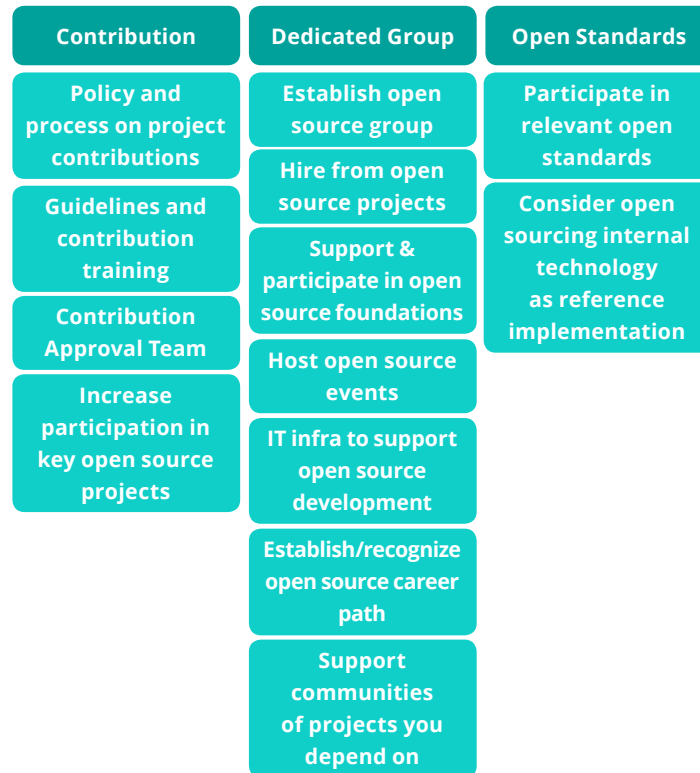 Contribution
Policy and
process on project
contributions
Guidelines and
contribution
training
Contribution
Approval Team
Increase
participation in
key open source
projects
Dedicated Group
Establish open
source group
Hire from open
source projects
Support &
participate in open
source foundations
Host open source
events
IT infra to support
open source
development
Establish/recognize
open source career
path
Support
communities
of projects you
depend on
Open Standards
Participate in
relevant open
standards
Consider open
sourcing internal
technology
as reference
implementation